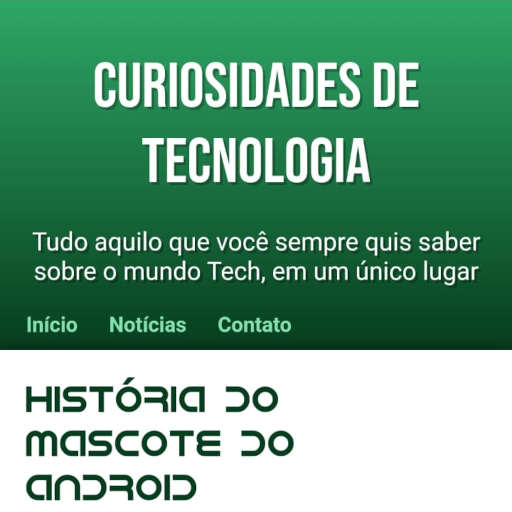 CURIOSIDADES DE
TECNOLOGIA
Tudo aquilo que você sempre quis saber
sobre o mundo Tech, em um único lugar
Início Notícias Contato
HISTÓRIA DO
MASCOTE DO
ANDROID